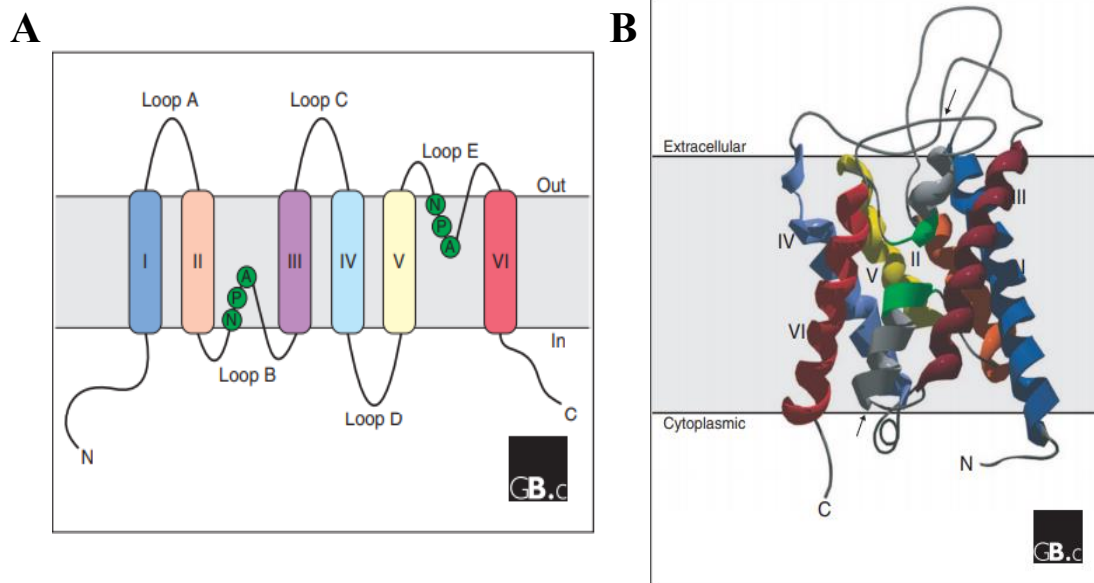 A
Loop A
Loop C
Loop E
Out
N
P
A
I
II
III
IV
V
VI
A
P
N
In
Loop B
Loop D
N
C
GB.c
B
Extracellular
III
IV
II
I
V
VI
Cytoplasmic
N
C
GB.c